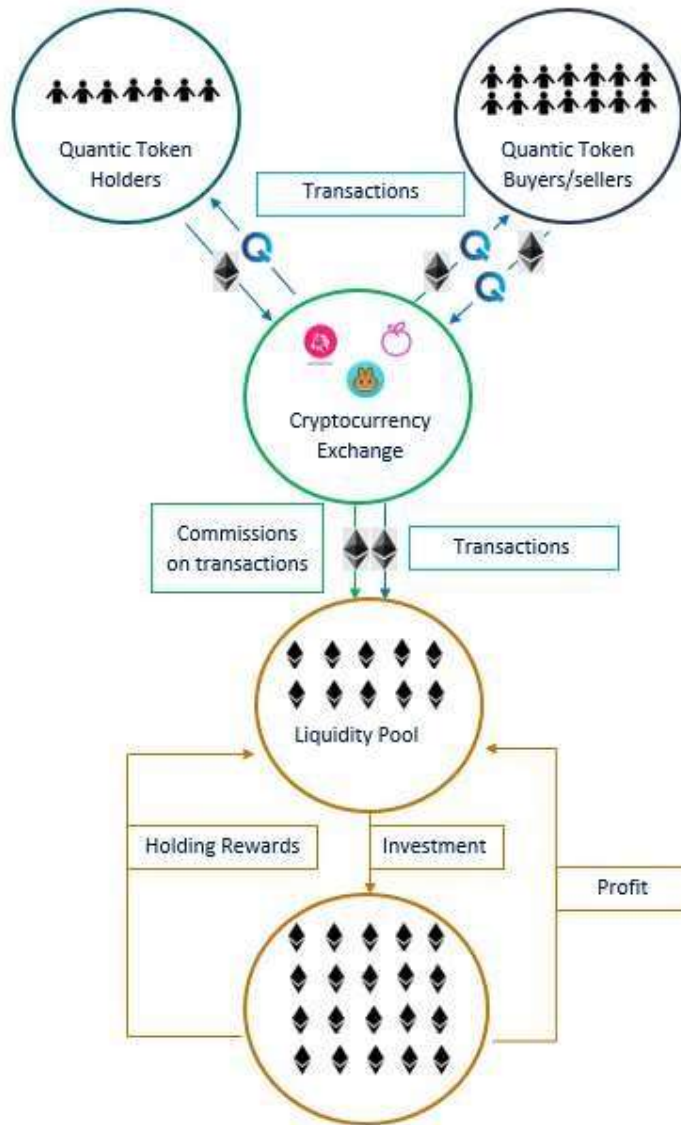 Quantic Token
Holders
Quantic Token
Buyers/sellers
Transactions
Cryptocurrency
Exchange
Commissions
on transactions
Transactions
Liquidity Pool
Holding Rewards
Investment
Profit